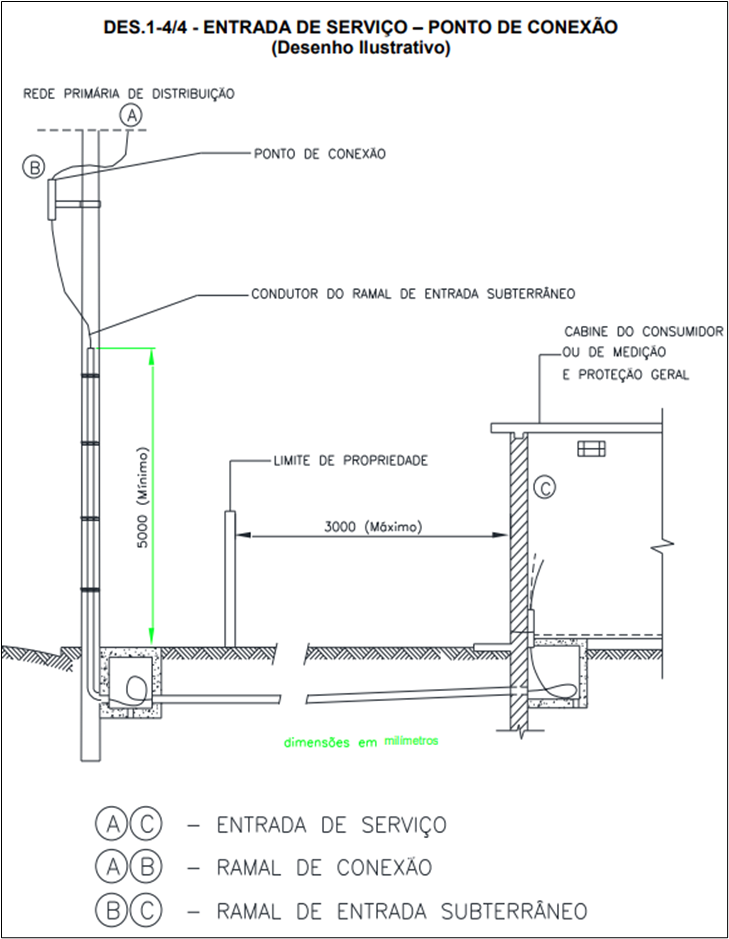 DES.1-4/4 - ENTRADA DE SERVIÇO – PONTO DE CONEXÃO
(Desenho Ilustrativo)
REDE PRIMÁRIA DE DISTRIBUIÇÃO
A
B
PONTO DE CONEXÃO
CONDUTOR DO RAMAL DE ENTRADA SUBTERRÂNEO
CABINE DO CONSUMIDOR
OU DE MEDIÇÃO
E PROTEÇÃO GERAL
LIMITE DE PROPRIEDADE
C
5000 (Mínimo)
3000 (Máximo)
dimensões em milímetros
A C – ENTRADA DE SERVIÇO
A B – RAMAL DE CONEXÃO
B C – RAMAL DE ENTRADA SUBTERRÂNEO